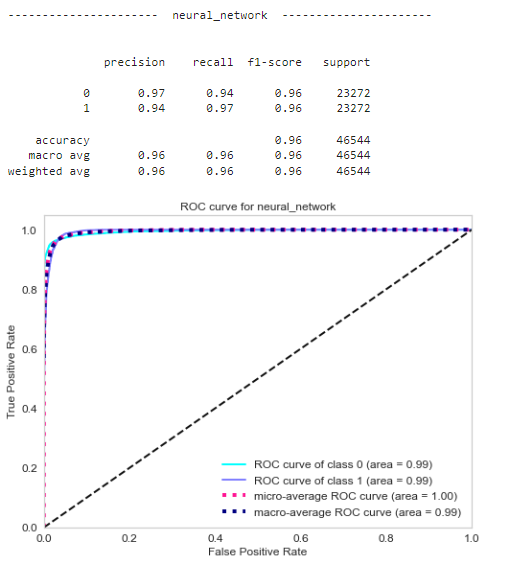 ---------------------- neural_network ----------------------
precision recall f1-score support
0 0.97 0.94 0.96 23272
1 0.94 0.97 0.96 23272
accuracy 0.96 46544
macro avg 0.96 0.96 0.96 46544
weighted avg 0.96 0.96 0.96 46544
ROC curve for neural_network
1.0
0.8
0.6
0.4
0.2
0.0
True Positive Rate
ROC curve of class 0 (area = 0.99)
ROC curve of class 1 (area = 0.99)
micro-average ROC curve (area = 1.00)
macro-average ROC curve (area = 0.99)
0.0 0.2 0.4 0.6 0.8 1.0
False Positive Rate